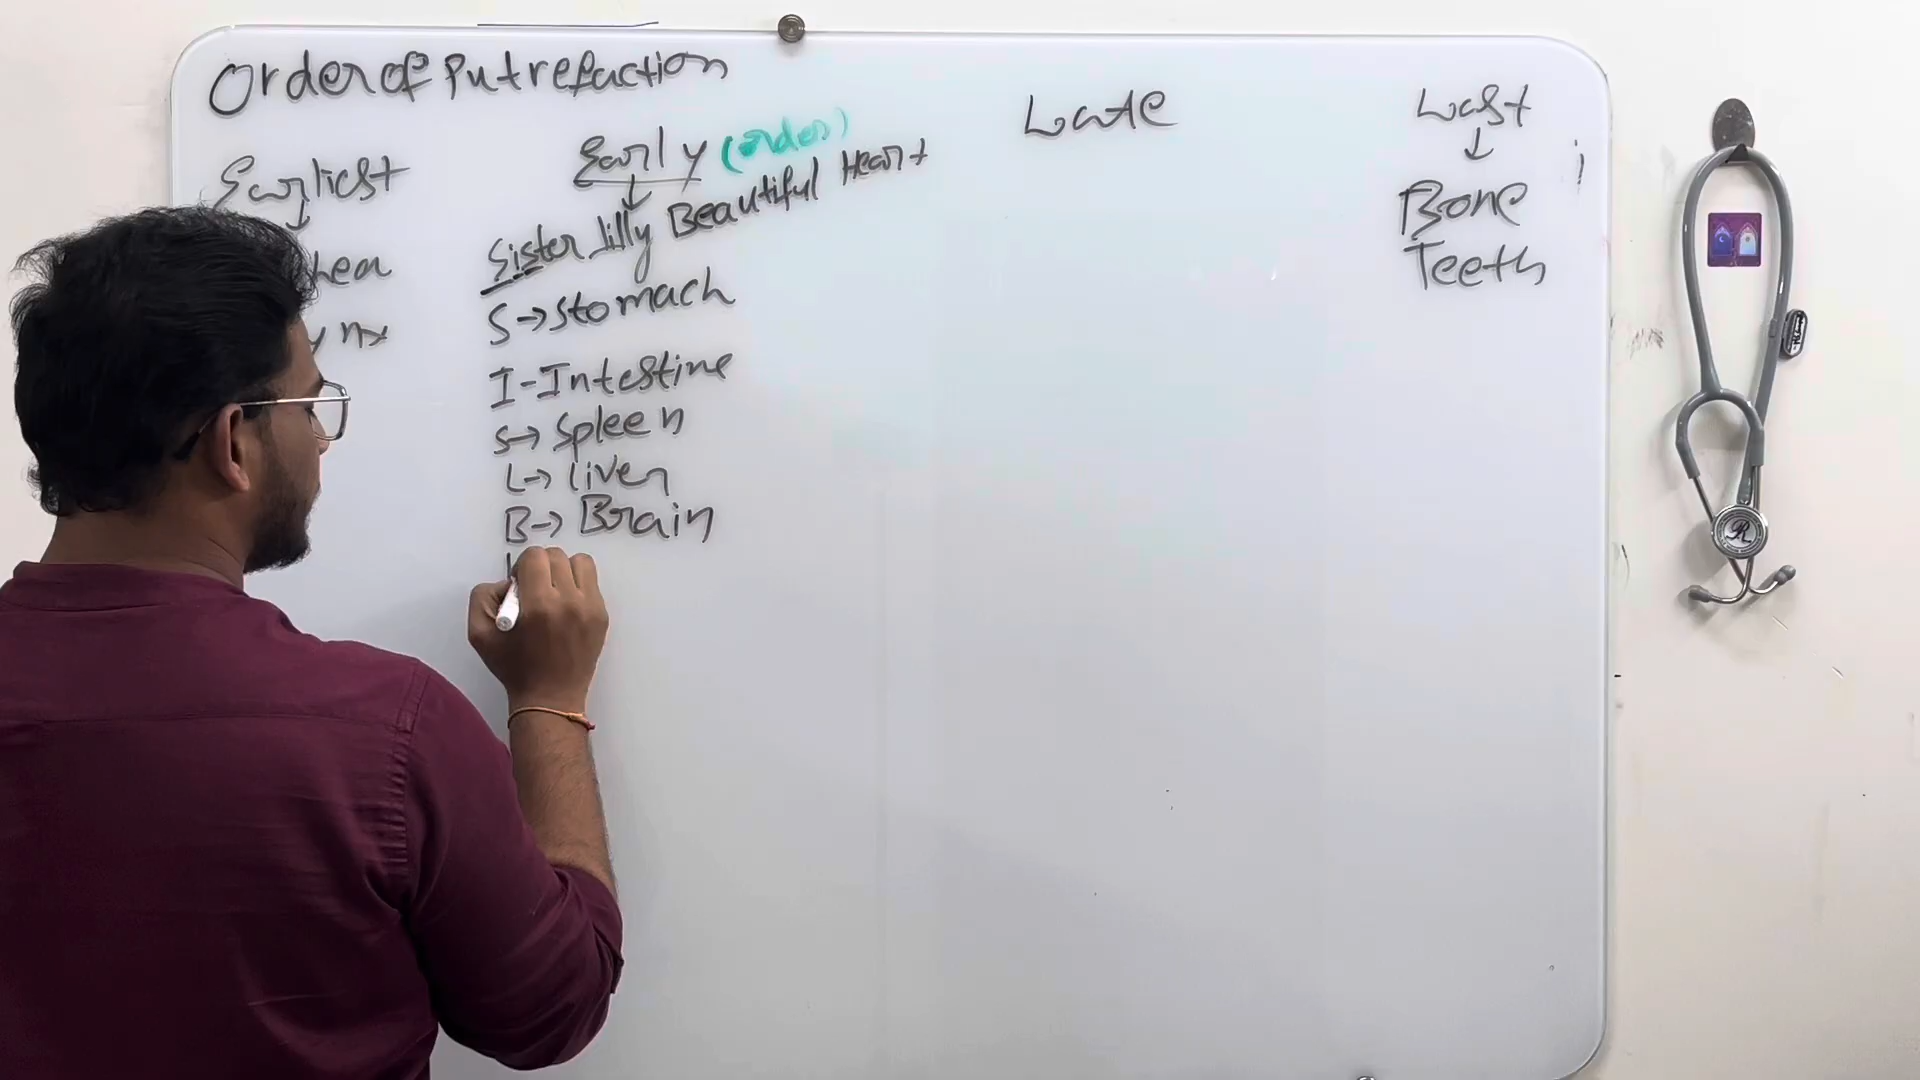 Order of Putrefaction
Earliest
Early (order)
Sister lilly Beautiful Heart
S → Stomach
I - Intestine
S → Spleen
L → liver
B → Brain
Late
Last
Bone
Teeth